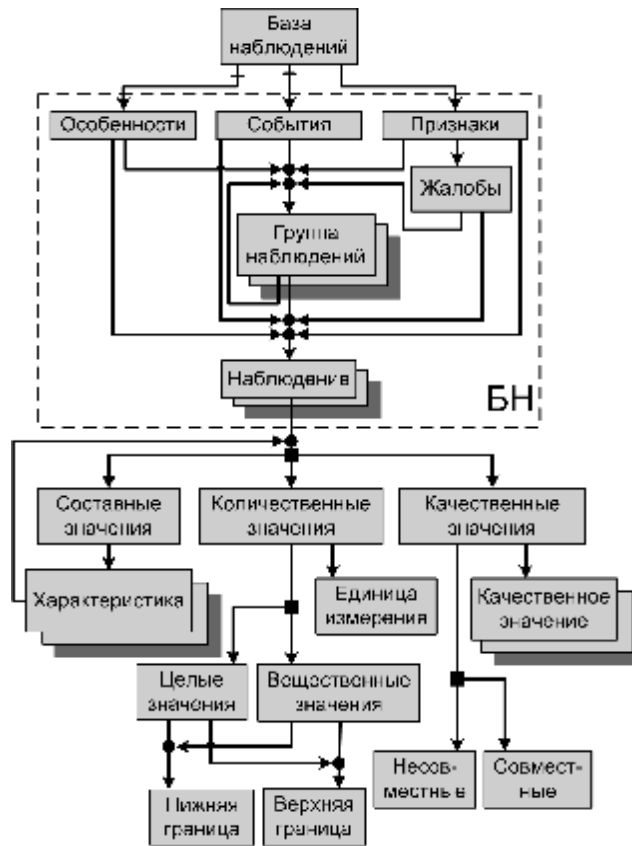 База
наблюдений
Особенности
События
Признаки
Жалобы
Группа
наблюдений
Наблюдение
БН
Составные
значения
Количественные
значения
Качественные
значения
Характеристика
Единица
измерения
Качественное
значение
Целые
значения
Вещественные
значения
Несов-
местные
Совмест-
ные
Нижняя
граница
Верхняя
граница